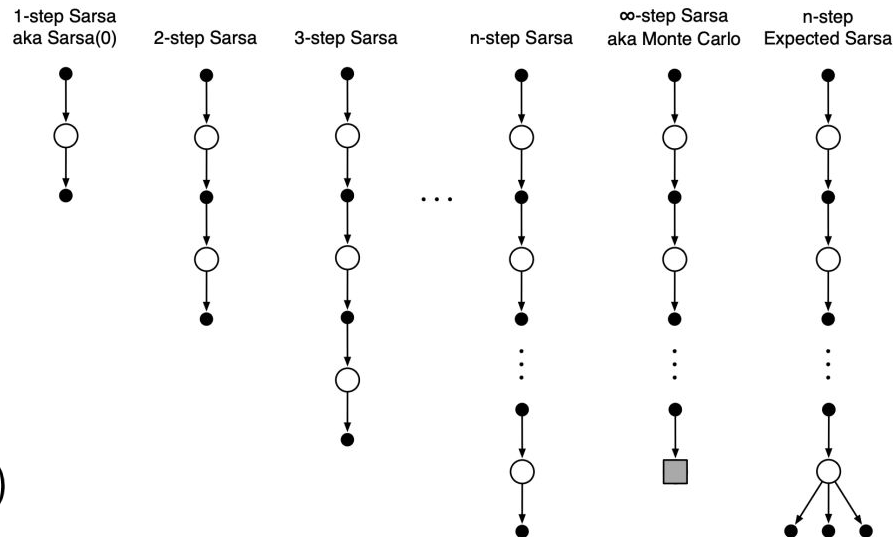 1-step Sarsa
aka Sarsa(0)
2-step Sarsa
3-step Sarsa
n-step Sarsa
∞-step Sarsa
aka Monte Carlo
n-step
Expected Sarsa
. . .
)